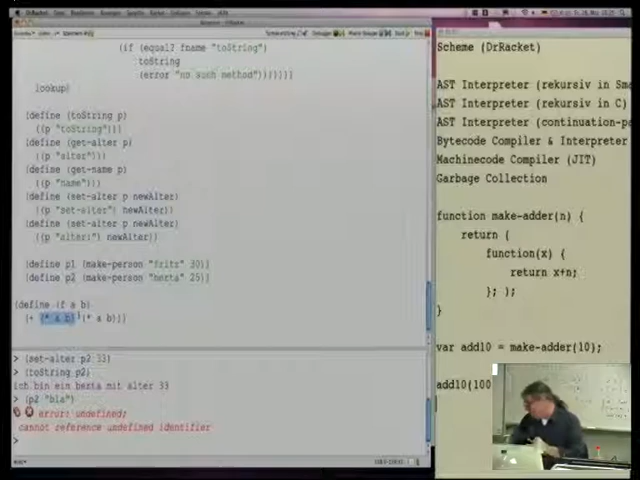 (if (equal? fname "toString")
toString
(error "no such method")))))))
lookup)
(define (toString p)
((p "toString")))
(define (get-alter p)
((p "alter")))
(define (get-name p)
((p "name")))
(define (set-alter p newAlter)
((p "set-alter") newAlter))
(define (set-alter p newAlter)
((p "alter:") newAlter))
(define p1 (make-person "fritz" 30))
(define p2 (make-person "berta" 25))
(define (f a b)
(+ (* a b) (* a b)))
> (set-alter p2 33)
> (toString p2)
ich bin ein berta mit alter 33
> (p2 "bla")
error: undefined;
cannot reference undefined identifier
>
Scheme (DrRacket)
AST Interpreter (rekursiv in Sma
AST Interpreter (rekursiv in C)
AST Interpreter (continuation-pa
Bytecode Compiler & Interpreter
Machinecode Compiler (JIT)
Garbage Collection
function make-adder(n) {
return {
function(x) {
return x+n;
}; );
}
var add10 = make-adder(10);
add10(100